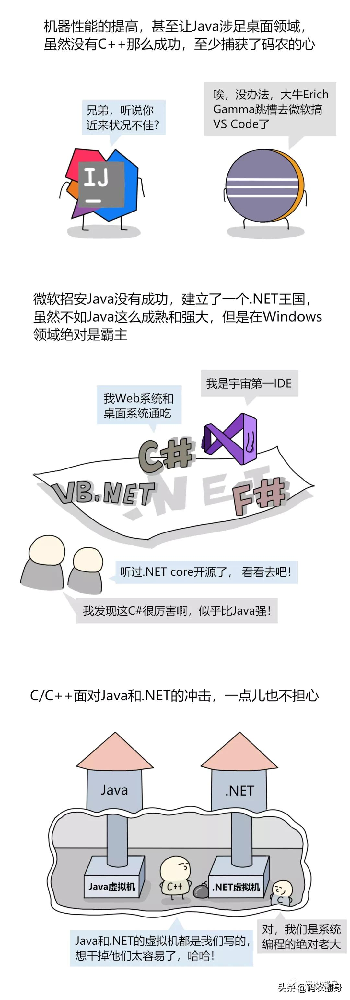 机器性能的提高，甚至让Java涉足桌面领域，
虽然没有C++那么成功，至少捕获了码农的心
兄弟，听说你
近来状况不佳？
唉，没办法，大牛Erich
Gamma跳槽去微软搞
VS Code了
IJ
微软招安Java没有成功，建立了一个.NET王国，
虽然不如Java这么成熟和强大，但是在Windows
领域绝对是霸主
我是宇宙第一IDE
我Web系统和
桌面系统通吃
C#
VB.NET
.NET
F#
听过.NET core开源了， 看看去吧！
我发现这C#很厉害啊，似乎比Java强！
C/C++面对Java和.NET的冲击，一点儿也不担心
Java
.NET
Java虚拟机
C++
.NET虚拟机
C
对，我们是系统
编程的绝对老大
Java和.NET的虚拟机都是我们写的，
想干掉他们太容易了，哈哈！
码农翻身
头条 @码农翻身